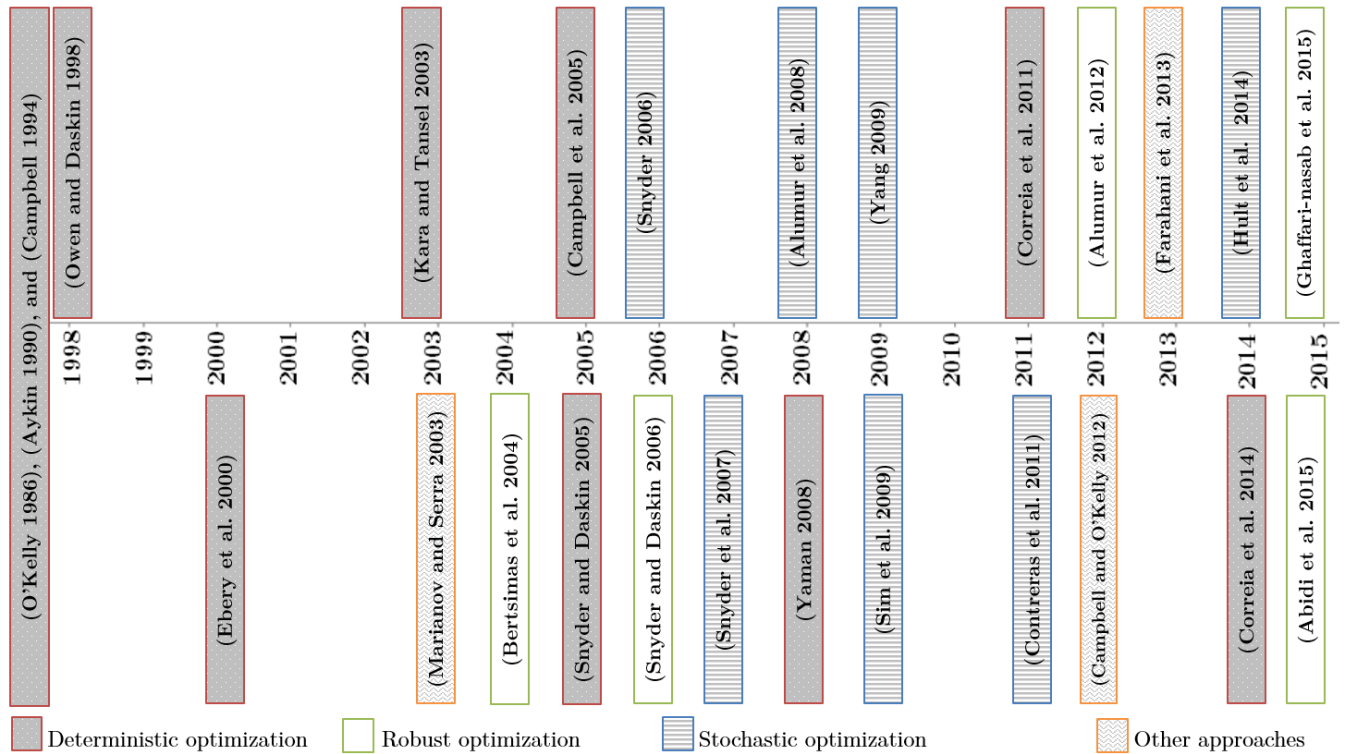 (O'Kelly 1986), (Aykin 1990), and (Campbell 1994)
(Owen and Daskin 1998)
(Kara and Tansel 2003)
(Campbell et al. 2005)
(Snyder 2006)
(Alumur et al. 2008)
(Yang 2009)
(Correia et al. 2011)
(Alumur et al. 2012)
(Farahani et al. 2013)
(Hult et al. 2014)
(Ghaffari-nasab et al. 2015)
1998
1999
2000
2001
2002
2003
2004
2005
2006
2007
2008
2009
2010
2011
2012
2013
2014
2015
(Ebery et al. 2000)
(Marianov and Serra 2003)
(Bertsimas et al. 2004)
(Snyder and Daskin 2005)
(Snyder and Daskin 2006)
(Snyder et al. 2007)
(Yaman 2008)
(Sim et al. 2009)
(Contreras et al. 2011)
(Campbell and O'Kelly 2012)
(Correia et al. 2014)
(Abidi et al. 2015)
Deterministic optimization
Robust optimization
Stochastic optimization
Other approaches